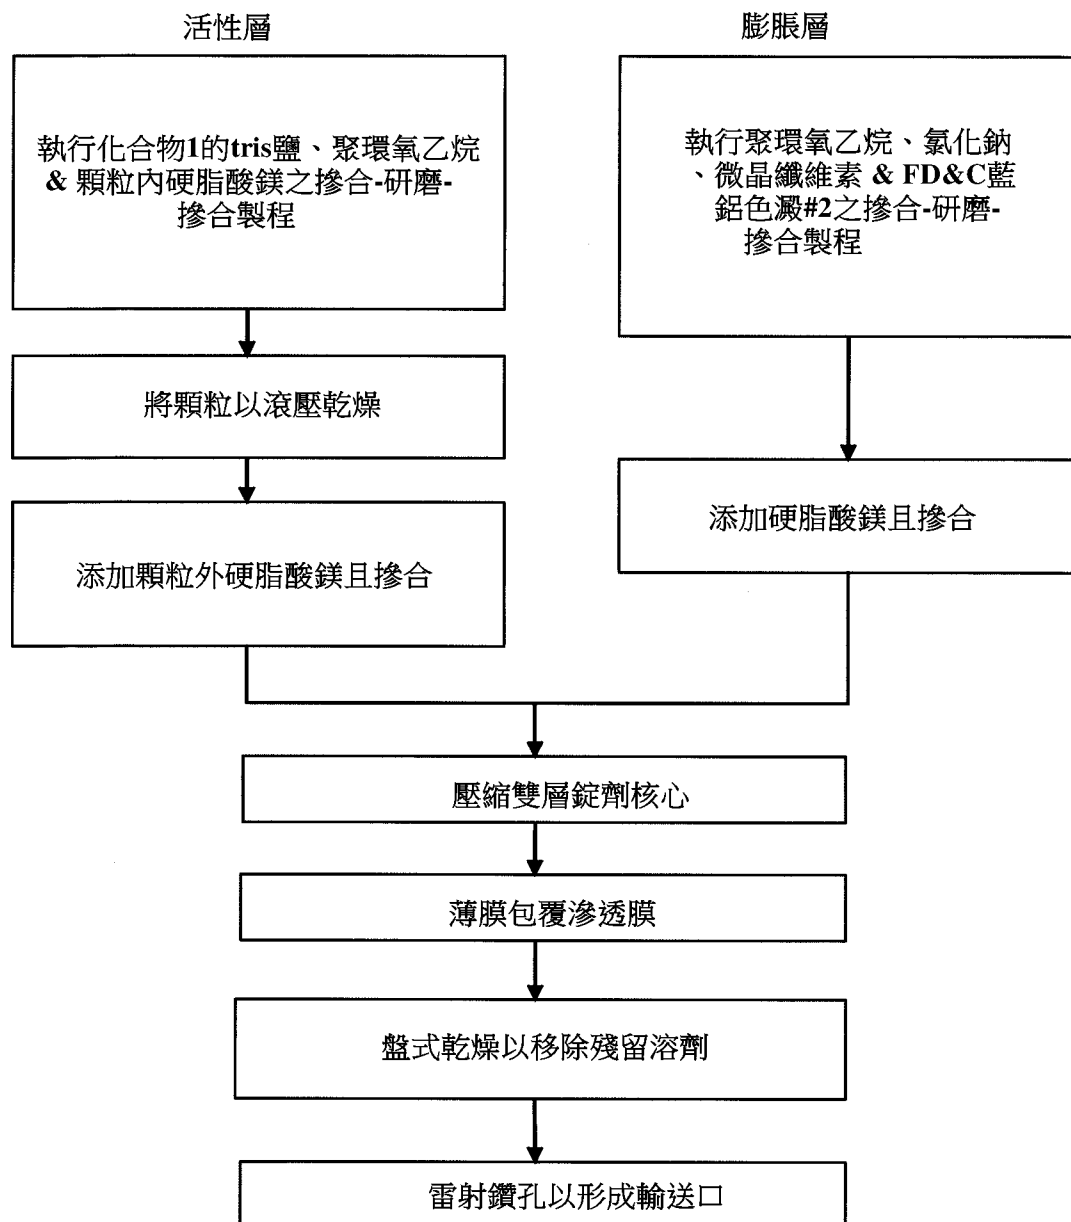 活性層
執行化合物1的tris鹽、聚環氧乙烷
& 顆粒內硬脂酸鎂之摻合-研磨-
摻合製程
將顆粒以滾壓乾燥
添加顆粒外硬脂酸鎂且摻合
膨脹層
執行聚環氧乙烷、氯化鈉
、微晶纖維素 & FD&C藍
鋁色澱#2之摻合-研磨-
摻合製程
添加硬脂酸鎂且摻合
壓縮雙層錠劑核心
薄膜包覆滲透膜
盤式乾燥以移除殘留溶劑
雷射鑽孔以形成輸送口